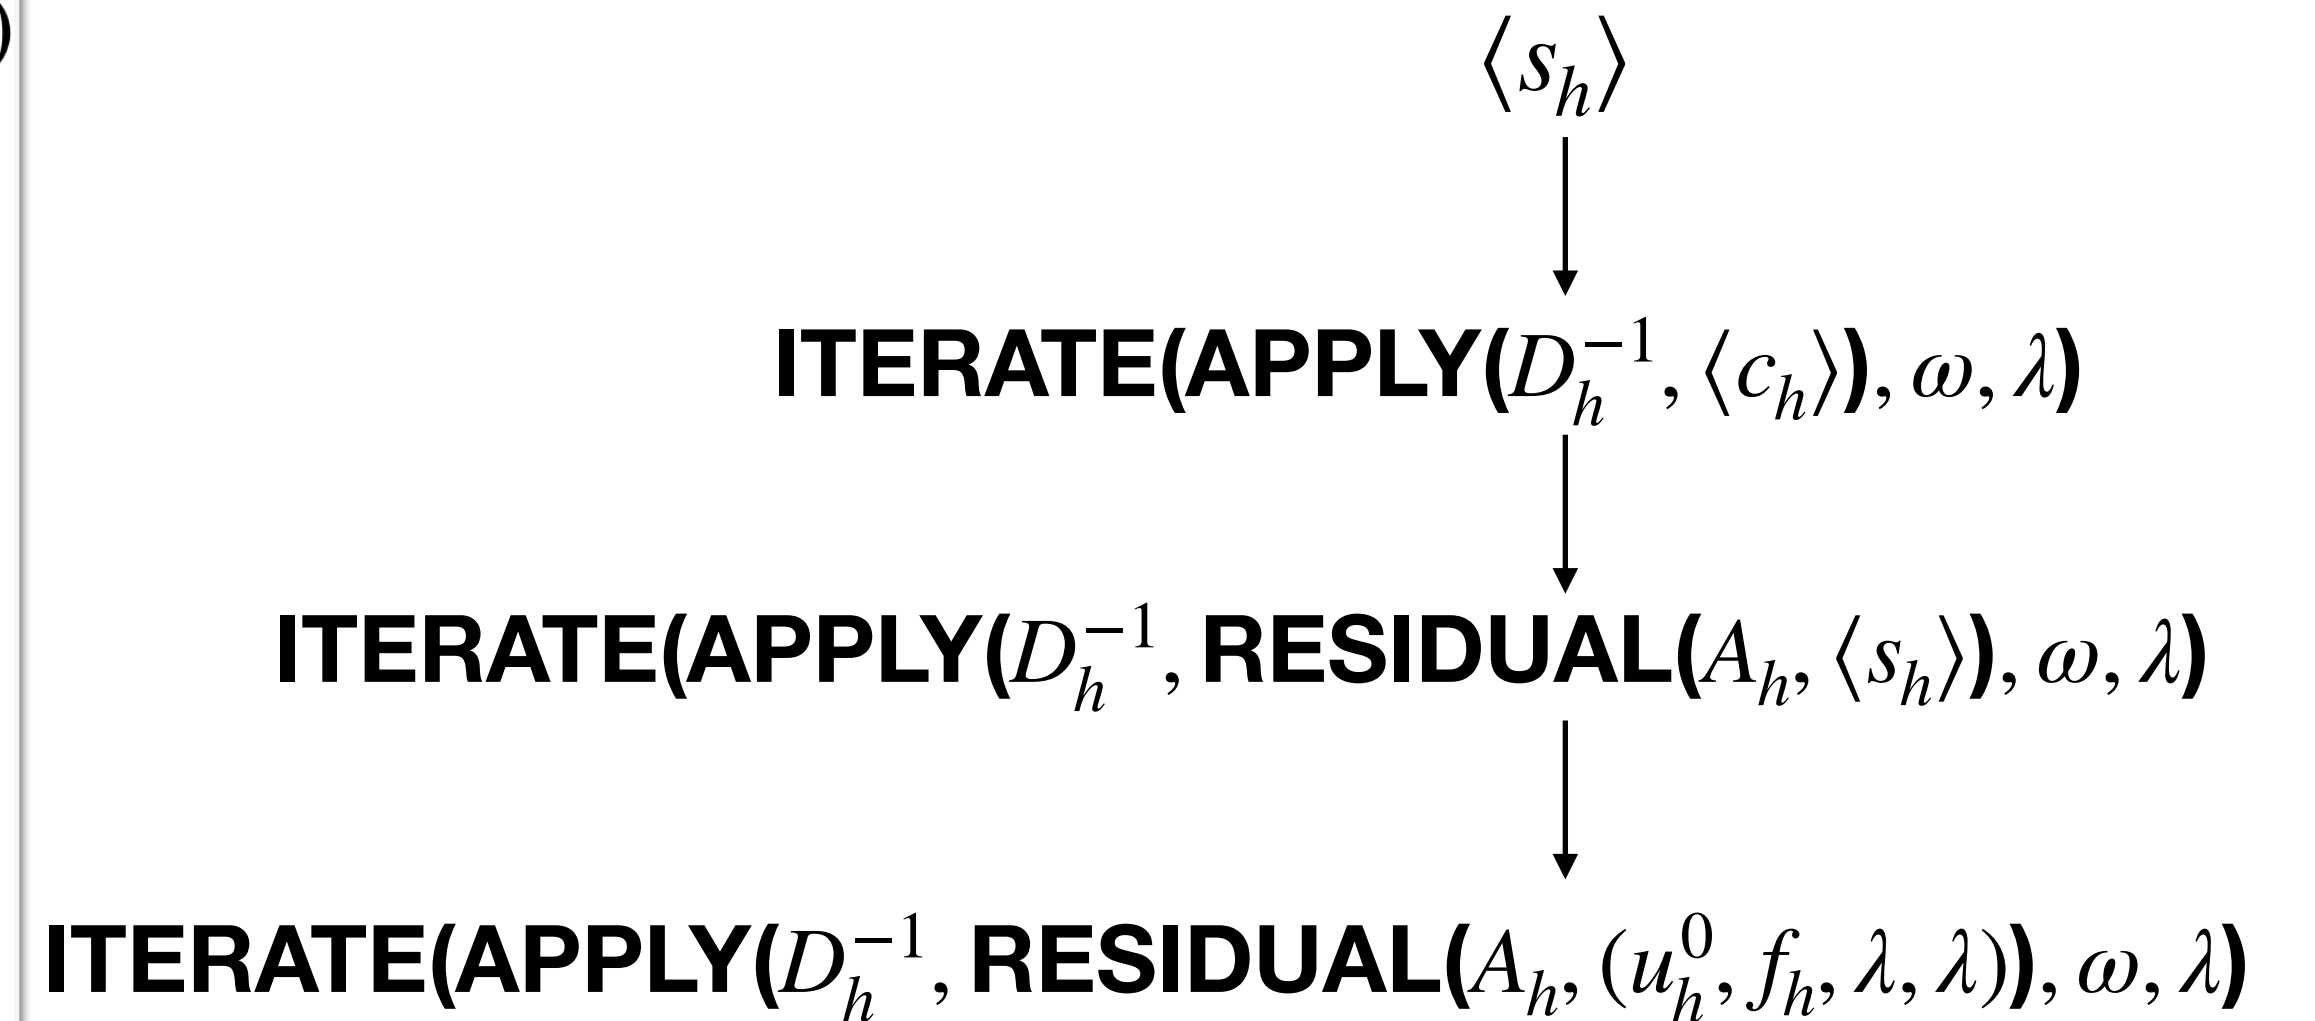 )
⟨s_h⟩
ITERATE(APPLY(D_h^{-1}, ⟨c_h⟩), ω, λ)
ITERATE(APPLY(D_h^{-1}, RESIDUAL(A_h, ⟨s_h⟩), ω, λ)
ITERATE(APPLY(D_h^{-1}, RESIDUAL(A_h, (u_h^0, f_h, λ, λ)), ω, λ)